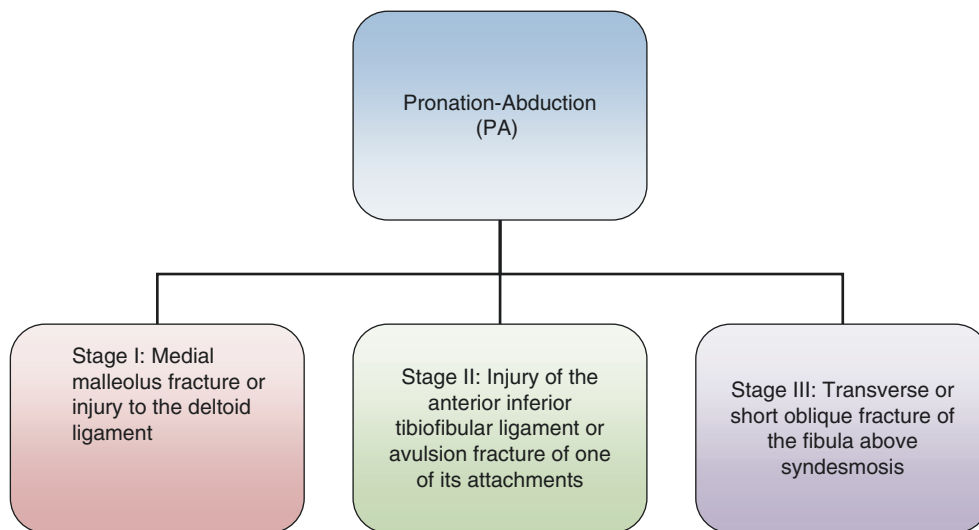 Pronation-Abduction
(PA)
Stage I: Medial
malleolus fracture or
injury to the deltoid
ligament
Stage II: Injury of the
anterior inferior
tibiofibular ligament or
avulsion fracture of one
of its attachments
Stage III: Transverse or
short oblique fracture of
the fibula above
syndesmosis